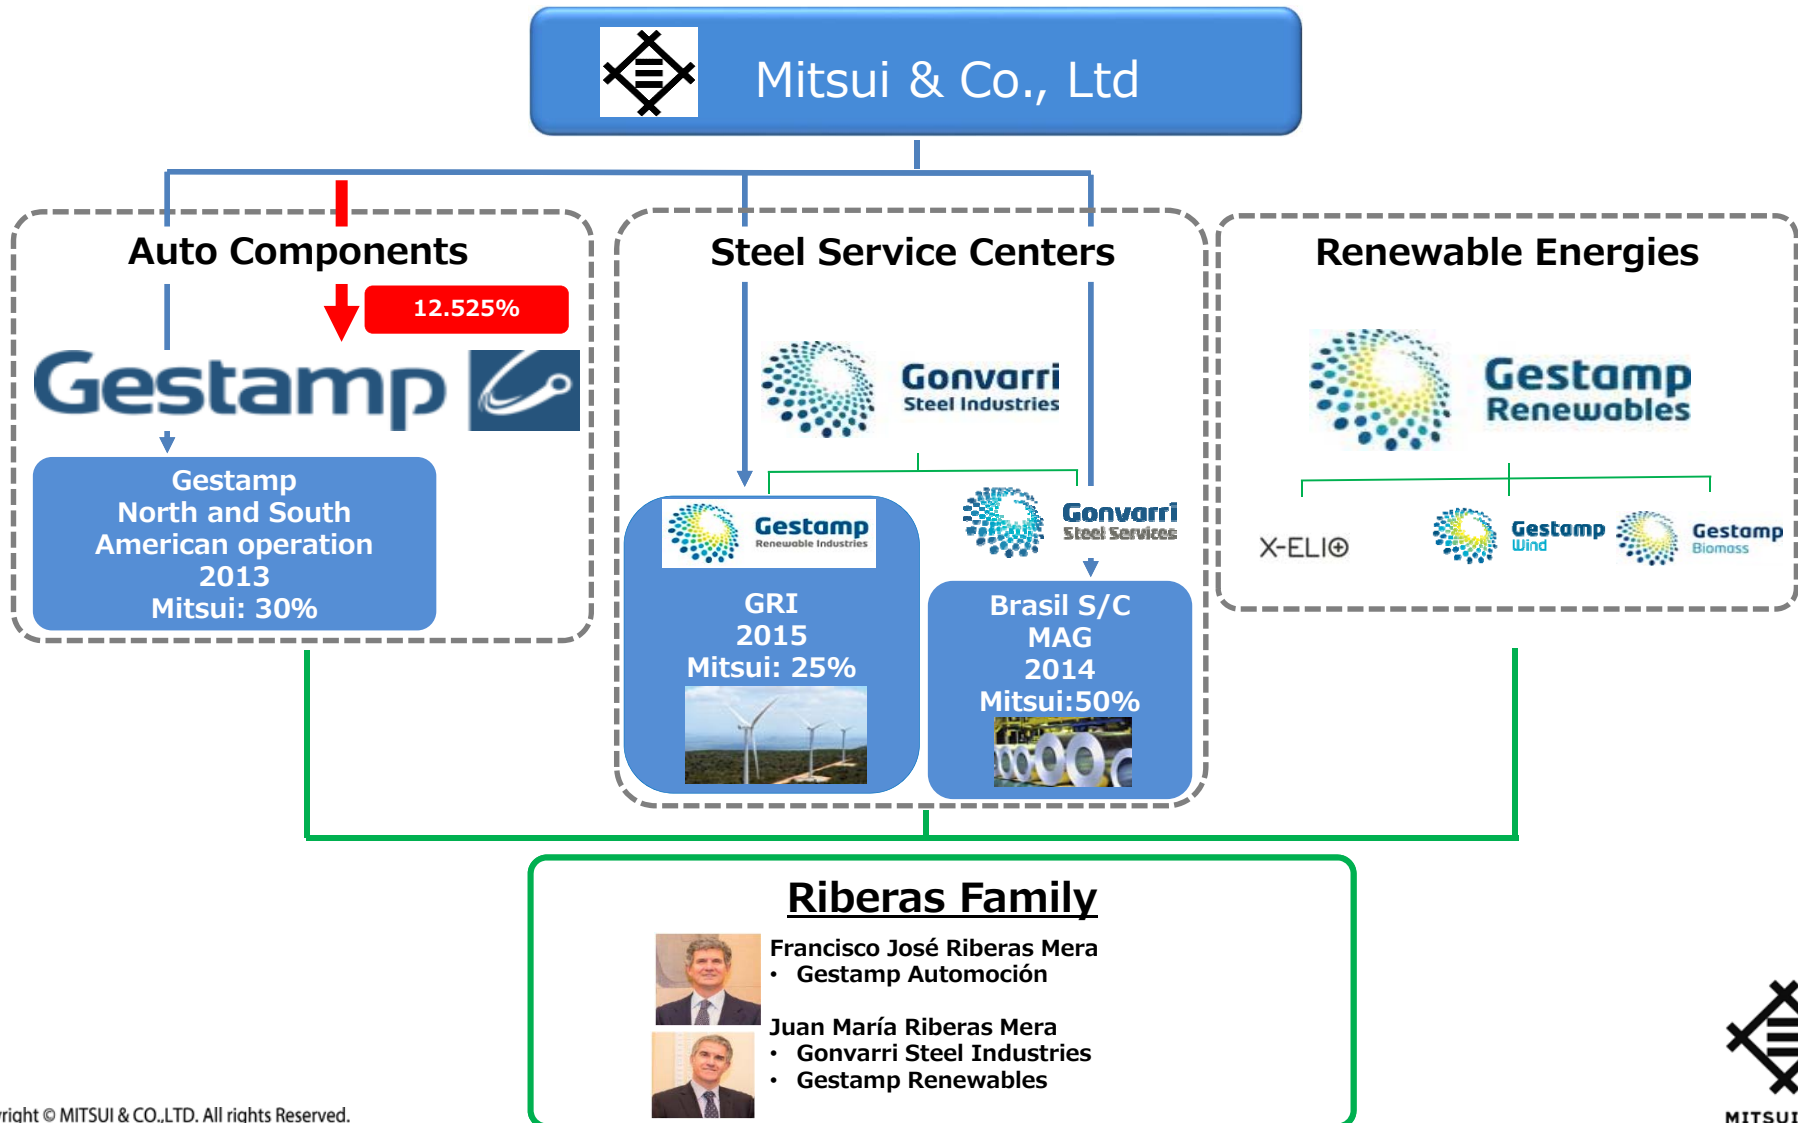 Mitsui & Co., Ltd
Auto Components
12.525%
Gestamp
Gestamp
North and South
American operation
2013
Mitsui: 30%
Steel Service Centers
Gonvarri
Steel Industries
Gestamp
Renewable Industries
GRI
2015
Mitsui: 25%
Gonvarri
Steel Services
Brasil S/C
MAG
2014
Mitsui:50%
Renewable Energies
Gestamp
Renewables
X-ELIO
Gestamp
Wind
Gestamp
Biomass
Riberas Family
Francisco José Riberas Mera
• Gestamp Automoción
Juan María Riberas Mera
• Gonvarri Steel Industries
• Gestamp Renewables
right © MITSUI & CO.,LTD. All rights Reserved.
MITSUI